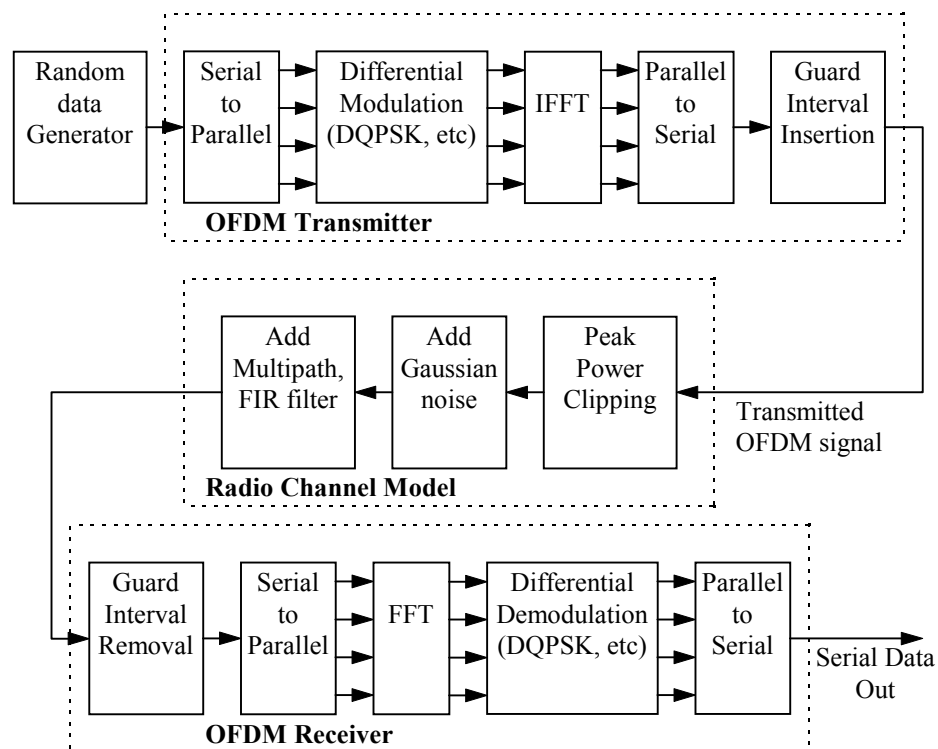 Random
data
Generator
Serial
to
Parallel
Differential
Modulation
(DQPSK, etc)
IFFT
Parallel
to
Serial
Guard
Interval
Insertion
OFDM Transmitter
Add
Multipath,
FIR filter
Add
Gaussian
noise
Peak
Power
Clipping
Transmitted
OFDM signal
Radio Channel Model
Guard
Interval
Removal
Serial
to
Parallel
FFT
Differential
Demodulation
(DQPSK, etc)
Parallel
to
Serial
Serial Data
Out
OFDM Receiver